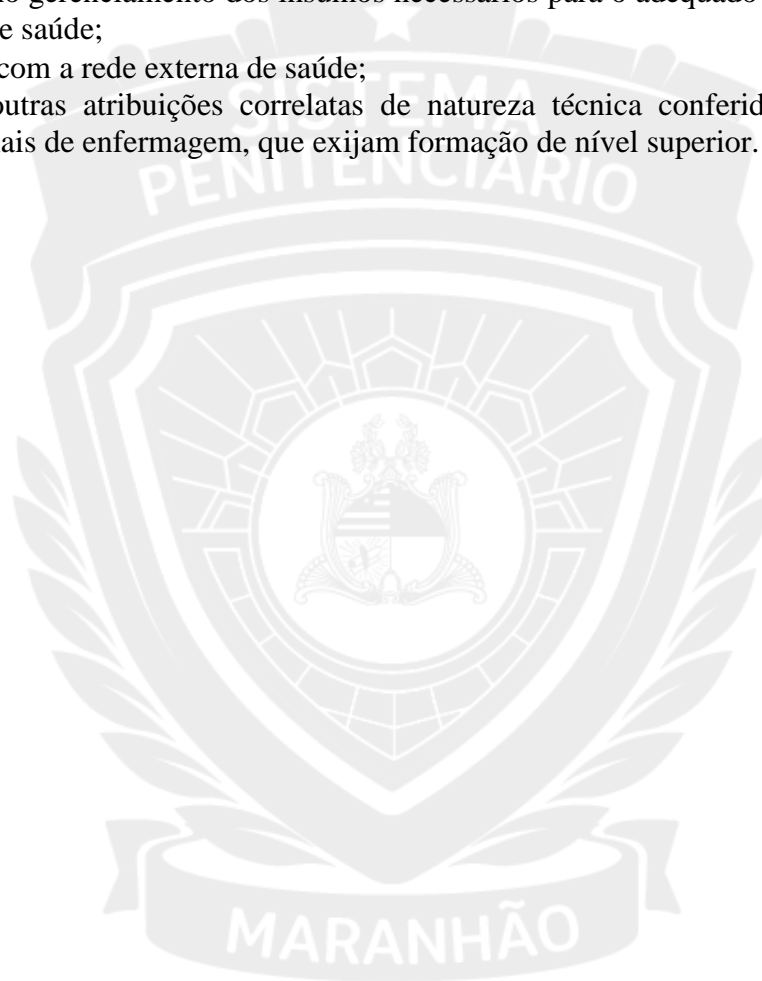 gerenciamento dos insumos necessários para o adequado
e saúde;
com a rede externa de saúde;
outras atribuições correlatas de natureza técnica conferid
ais de enfermagem, que exijam formação de nível superior.
SISTEMA
PENITENCIÁRIO
MARANHÃO